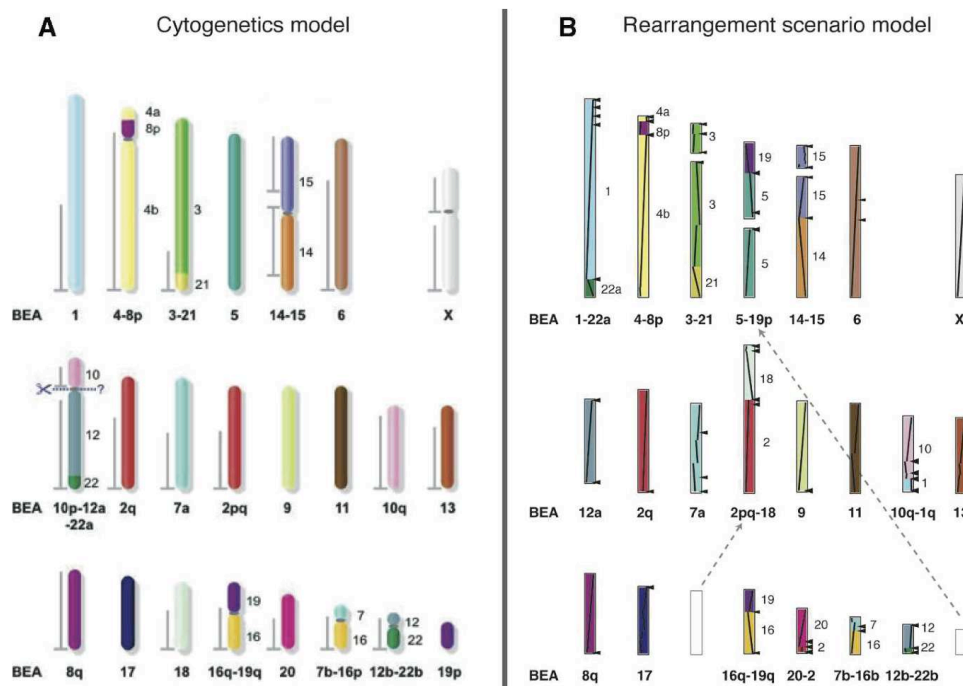 A Cytogenetics model
4a
8p
4b
3
21
15
14
BEA 1 4-8p 3-21 5 14-15 6 X
10
?
12
22
BEA 10p-12a 2q 7a 2pq 9 11 10q 13
-22a
19
16
7
16
12
22
BEA 8q 17 18 16q-19q 20 7b-16p 12b-22b 19p
B Rearrangement scenario model
4a
8p
1
22a
4b
3
3
21
19
5
5
15
15
14
BEA 1-22a 4-8p 3-21 5-19p 14-15 6 X
18
2
10
1
BEA 12a 2q 7a 2pq-18 9 11 10q-1q 13
19
16
20
2
7
16
12
22
BEA 8q 17 16q-19q 20-2 7b-16b 12b-22b